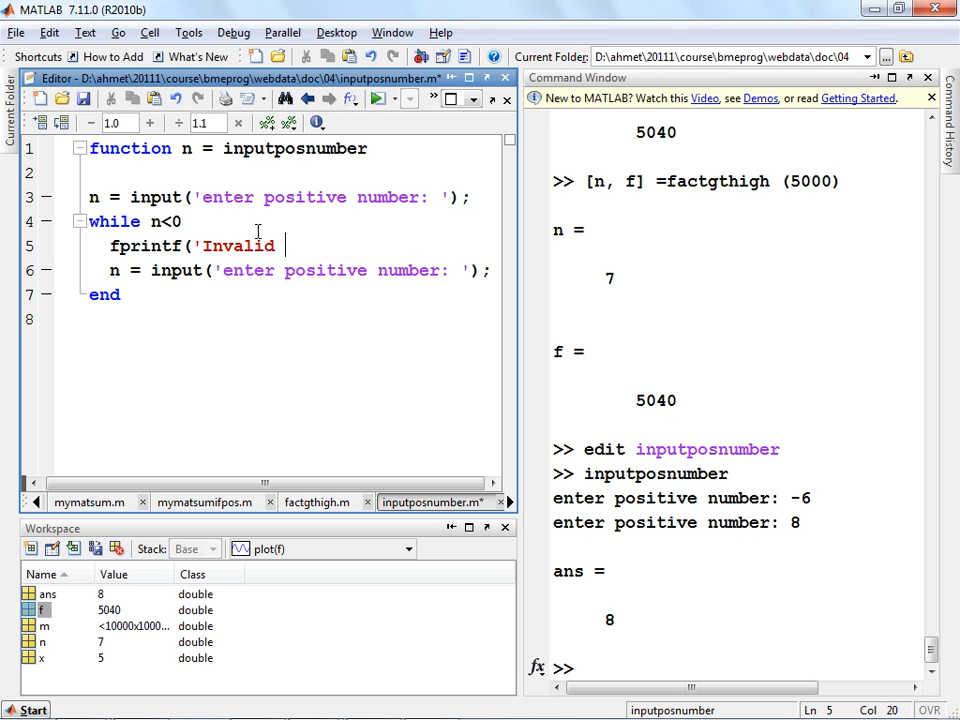 MATLAB 7.11.0 (R2010b)
File Edit Text Go Cell Tools Debug Parallel Desktop Window Help
Shortcuts How to Add What's New Current Folder: D:\ahmet\20111\course\bmeprog\webdata\doc\04
Current Folder
Editor - D:\ahmet\20111\course\bmeprog\webdata\doc\04\inputposnumber.m*
1.0
1.1
1 function n = inputposnumber
2
3 n = input('enter positive number: ');
4 while n<0
5 fprintf('Invalid
6 n = input('enter positive number: ');
7 end
8
mymatsum.m mymatsumifpos.m factgthigh.m inputposnumber.m*
Workspace
Stack: Base plot(f)
Name Value Class
ans 8 double
f 5040 double
m <10000x1000... double
n 7 double
x 5 double
Command Window
New to MATLAB? Watch this Video, see Demos, or read Getting Started.
5040
>> [n, f] =factgthigh (5000)
n =
7
f =
5040
>> edit inputposnumber
>> inputposnumber
enter positive number: -6
enter positive number: 8
ans =
8
fx >>
Command History
Start
inputposnumber Ln 5 Col 20 OVR